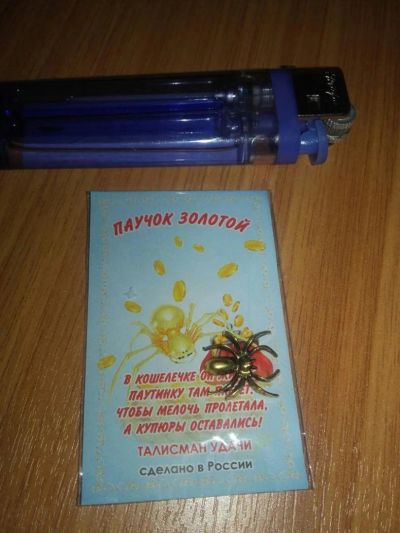 ПАУЧОК ЗОЛОТОЙ
В КОШЕЛЕЧКЕ
ПАУТИНКУ ТАМ
ЧТОБЫ МЕЛОЧЬ ПРОЛЕТАЛА,
А КУПЮРЫ ОСТАВАЛИСЬ!
ТАЛИСМАН УДАЧИ
СДЕЛАНО В РОССИИ